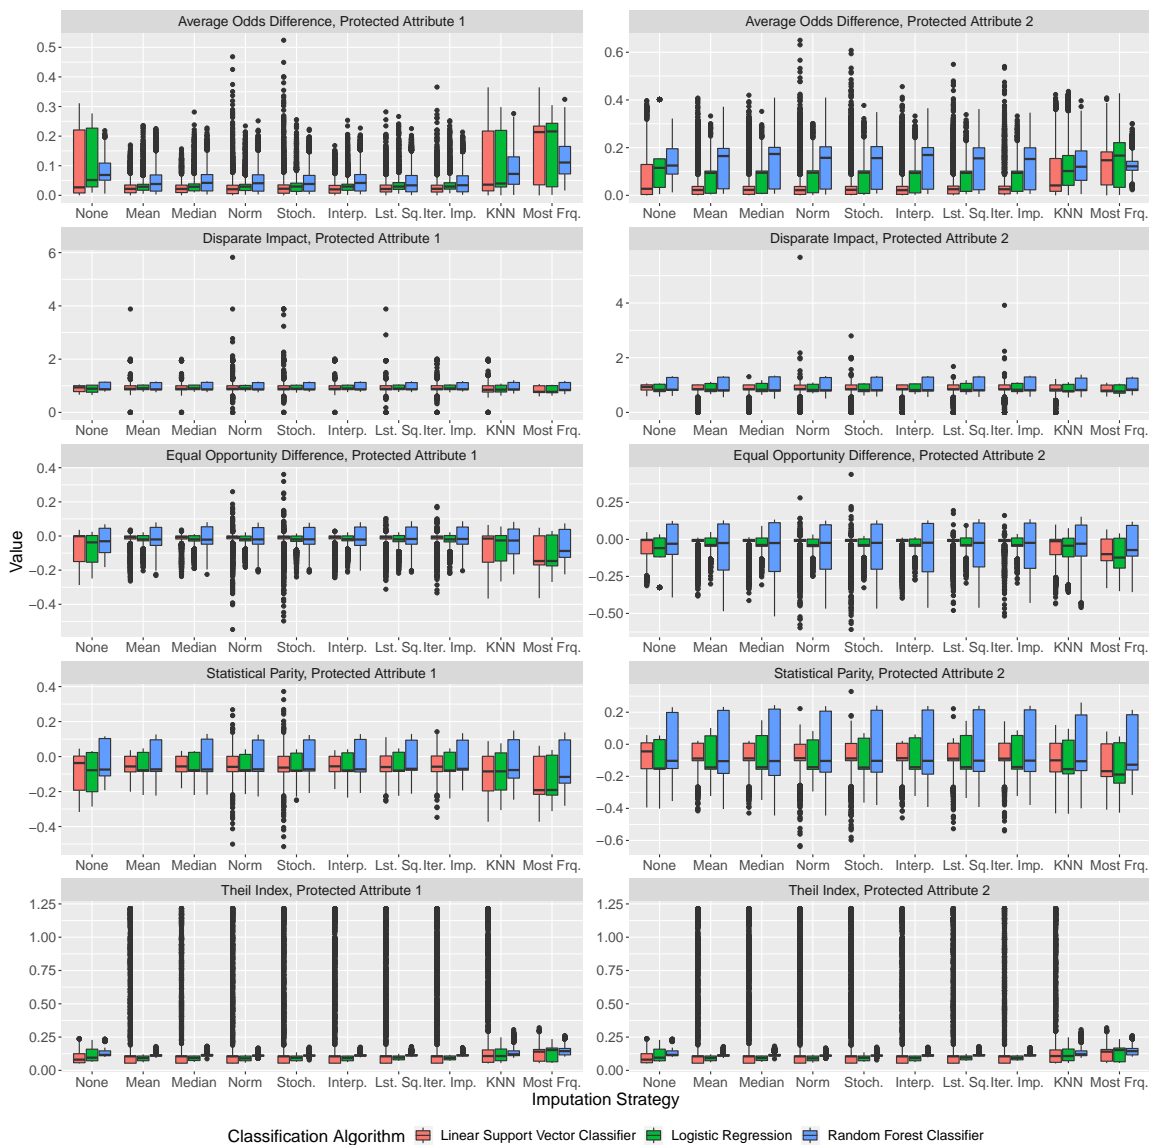 Average Odds Difference, Protected Attribute 1
Average Odds Difference, Protected Attribute 2
0.5
0.4
0.3
0.2
0.1
0.0
0.6
0.4
0.2
0.0
None Mean Median Norm Stoch. Interp. Lst. Sq. Iter. Imp. KNN Most Frq.
None Mean Median Norm Stoch. Interp. Lst. Sq. Iter. Imp. KNN Most Frq.
Disparate Impact, Protected Attribute 1
Disparate Impact, Protected Attribute 2
6
4
2
0
4
2
0
None Mean Median Norm Stoch. Interp. Lst. Sq. Iter. Imp. KNN Most Frq.
None Mean Median Norm Stoch. Interp. Lst. Sq. Iter. Imp. KNN Most Frq.
Equal Opportunity Difference, Protected Attribute 1
Equal Opportunity Difference, Protected Attribute 2
0.4
0.2
0.0
−0.2
−0.4
0.25
0.00
−0.25
−0.50
Value
None Mean Median Norm Stoch. Interp. Lst. Sq. Iter. Imp. KNN Most Frq.
None Mean Median Norm Stoch. Interp. Lst. Sq. Iter. Imp. KNN Most Frq.
Statistical Parity, Protected Attribute 1
Statistical Parity, Protected Attribute 2
0.4
0.2
0.0
−0.2
−0.4
0.2
0.0
−0.2
−0.4
−0.6
None Mean Median Norm Stoch. Interp. Lst. Sq. Iter. Imp. KNN Most Frq.
None Mean Median Norm Stoch. Interp. Lst. Sq. Iter. Imp. KNN Most Frq.
Theil Index, Protected Attribute 1
Theil Index, Protected Attribute 2
1.25
1.00
0.75
0.50
0.25
0.00
1.25
1.00
0.75
0.50
0.25
0.00
None Mean Median Norm Stoch. Interp. Lst. Sq. Iter. Imp. KNN Most Frq.
None Mean Median Norm Stoch. Interp. Lst. Sq. Iter. Imp. KNN Most Frq.
Imputation Strategy
Classification Algorithm Linear Support Vector Classifier Logistic Regression Random Forest Classifier